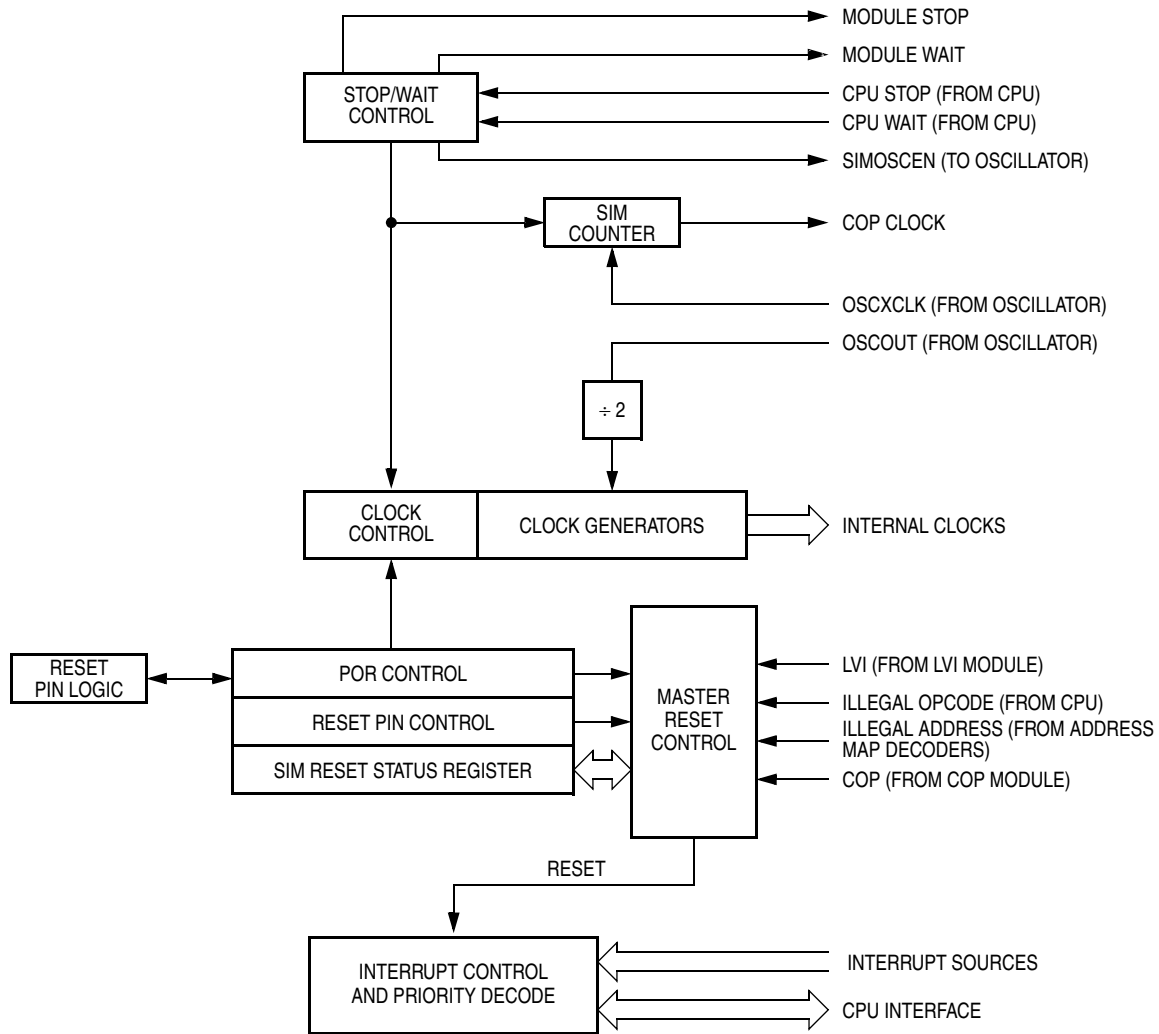 MODULE STOP
MODULE WAIT
STOP/WAIT
CONTROL
CPU STOP (FROM CPU)
CPU WAIT (FROM CPU)
SIMOSCEN (TO OSCILLATOR)
SIM
COUNTER
COP CLOCK
OSCXCLK (FROM OSCILLATOR)
OSCOUT (FROM OSCILLATOR)
÷ 2
CLOCK
CONTROL
CLOCK GENERATORS
INTERNAL CLOCKS
RESET
PIN LOGIC
POR CONTROL
RESET PIN CONTROL
SIM RESET STATUS REGISTER
MASTER
RESET
CONTROL
LVI (FROM LVI MODULE)
ILLEGAL OPCODE (FROM CPU)
ILLEGAL ADDRESS (FROM ADDRESS
MAP DECODERS)
COP (FROM COP MODULE)
RESET
INTERRUPT CONTROL
AND PRIORITY DECODE
INTERRUPT SOURCES
CPU INTERFACE